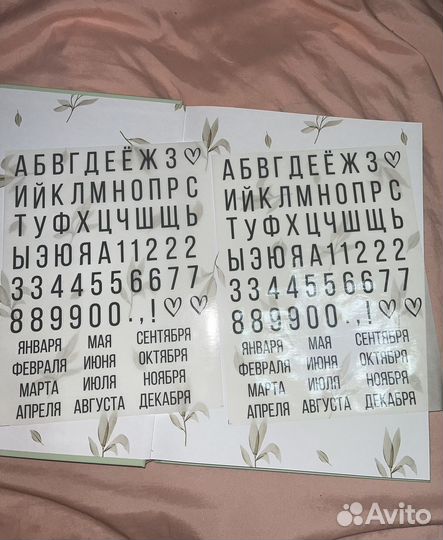 АБВГДЕЁЖЗ♡
ИЙКЛМНОПРС
ТУФХЦЧШЩЬ
ЫЭЮЯА11222
3344556677
889900.,!♡♡
ЯНВАРЯ МАЯ СЕНТЯБРЯ
ФЕВРАЛЯ ИЮНЯ ОКТЯБРЯ
МАРТА ИЮЛЯ НОЯБРЯ
АПРЕЛЯ АВГУСТА ДЕКАБРЯ
АБВГДЕЁЖЗ♡
ИЙКЛМНОПРС
ТУФХЦЧШЩЬ
ЫЭЮЯА11222
3344556677
889900.,!♡♡
ЯНВАРЯ МАЯ СЕНТЯБРЯ
ФЕВРАЛЯ ИЮНЯ ОКТЯБРЯ
МАРТА ИЮЛЯ НОЯБРЯ
АПРЕЛЯ АВГУСТА ДЕКАБРЯ
Avito